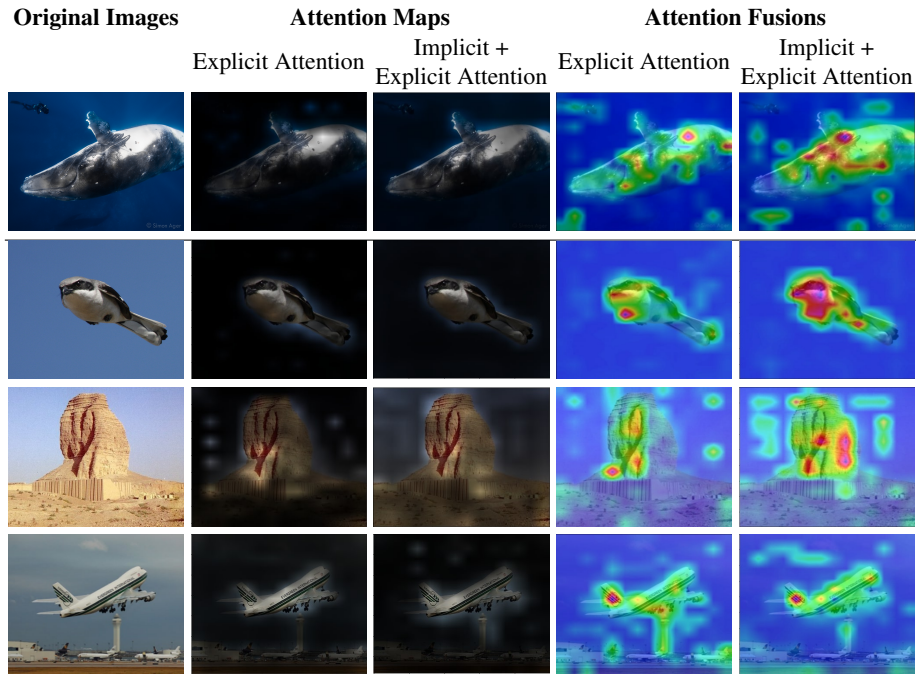 Original Images
Attention Maps
Attention Fusions
Explicit Attention
Implicit +
Explicit Attention
Explicit Attention
Implicit +
Explicit Attention